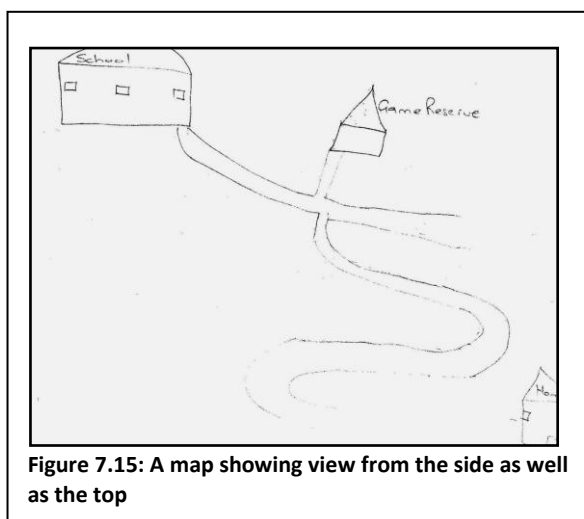 School
Game Reserve
Figure 7.15: A map showing view from the side as well
as the top